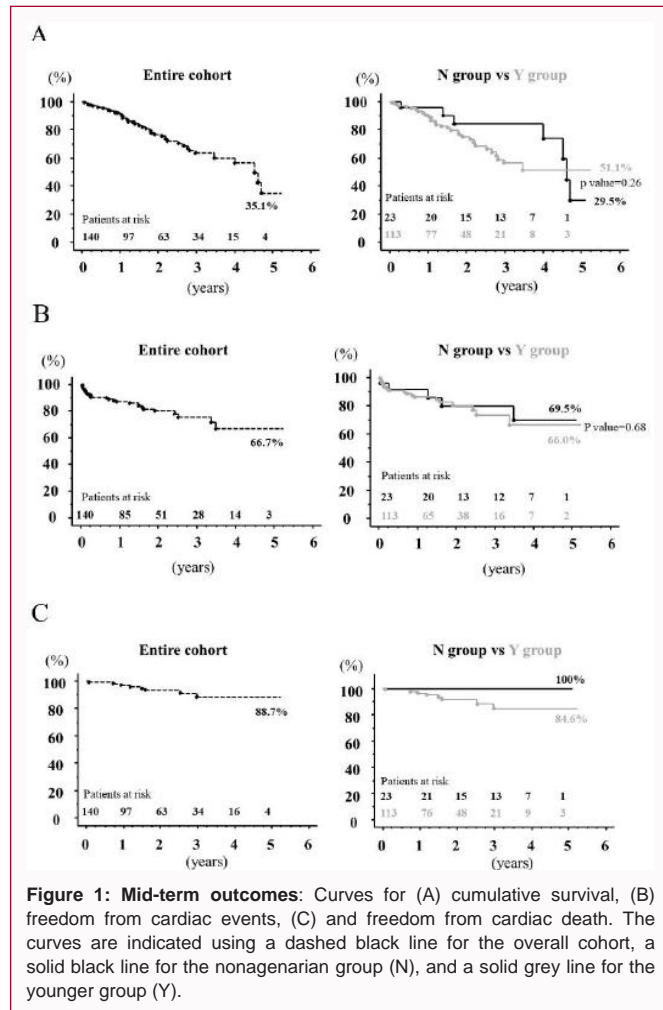 A
Entire cohort
(%)
100
80
60
40
20
0
35.1%
Patients at risk
140 97 63 34 15 4
0 1 2 3 4 5 6
(years)
N group vs Y group
(%)
100
80
60
40
20
0
51.1%
p value=0.26
29.5%
Patients at risk
23 20 15 13 7 1
113 77 48 21 8 3
0 1 2 3 4 5 6
(years)
B
Entire cohort
(%)
100
80
60
40
20
0
66.7%
Patients at risk
140 85 51 28 14 3
0 1 2 3 4 5 6
(years)
N group vs Y group
(%)
100
80
60
40
20
0
69.5%
P value=0.68
66.0%
Patients at risk
23 20 13 12 7 1
113 65 38 16 7 2
0 1 2 3 4 5 6
(years)
C
Entire cohort
(%)
100
80
60
40
20
0
88.7%
Patients at risk
140 97 63 34 16 4
0 1 2 3 4 5 6
(years)
N group vs Y group
(%)
100
80
60
40
20
0
100%
84.6%
Patients at risk
23 21 15 13 7 1
113 76 48 21 9 3
0 1 2 3 4 5 6
(years)
Figure 1: Mid-term outcomes: Curves for (A) cumulative survival, (B)
freedom from cardiac events, (C) and freedom from cardiac death. The
curves are indicated using a dashed black line for the overall cohort, a
solid black line for the nonagenarian group (N), and a solid grey line for the
younger group (Y).